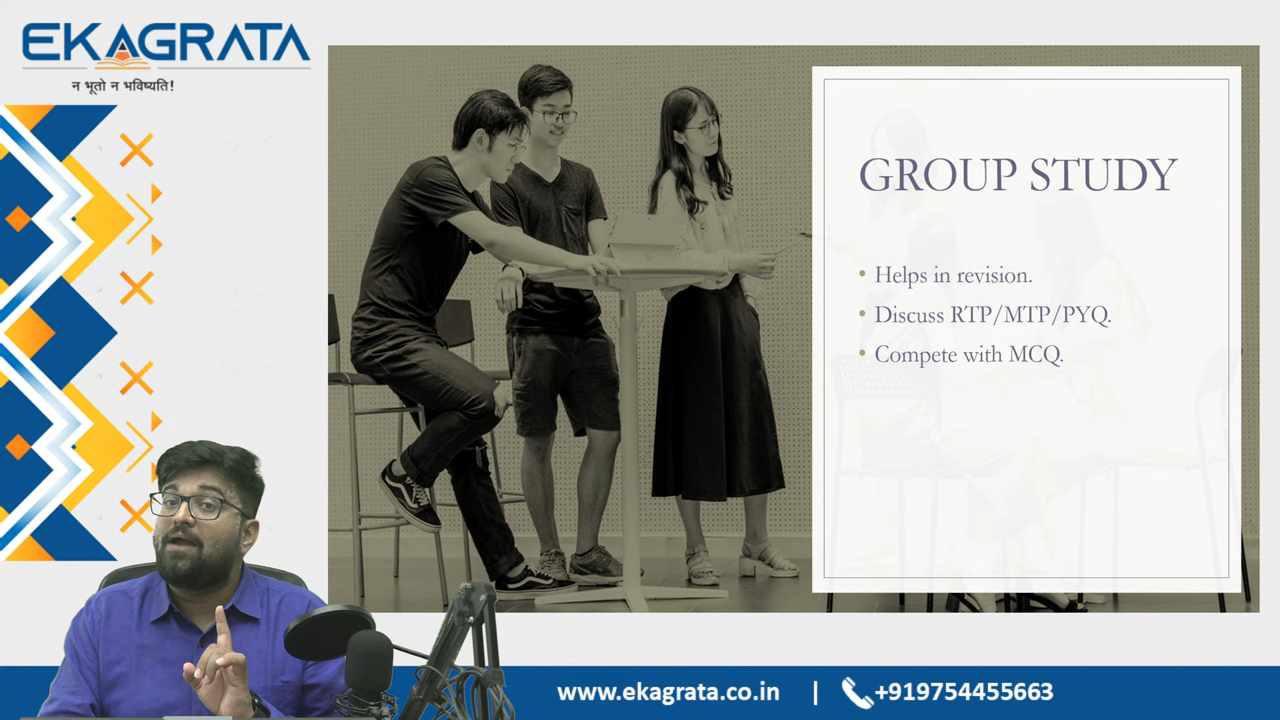 EKAGRATA
न भूतो न भविष्यति!
GROUP STUDY
• Helps in revision.
• Discuss RTP/MTP/PYQ.
• Compete with MCQ.
www.ekagrata.co.in | +919754455663